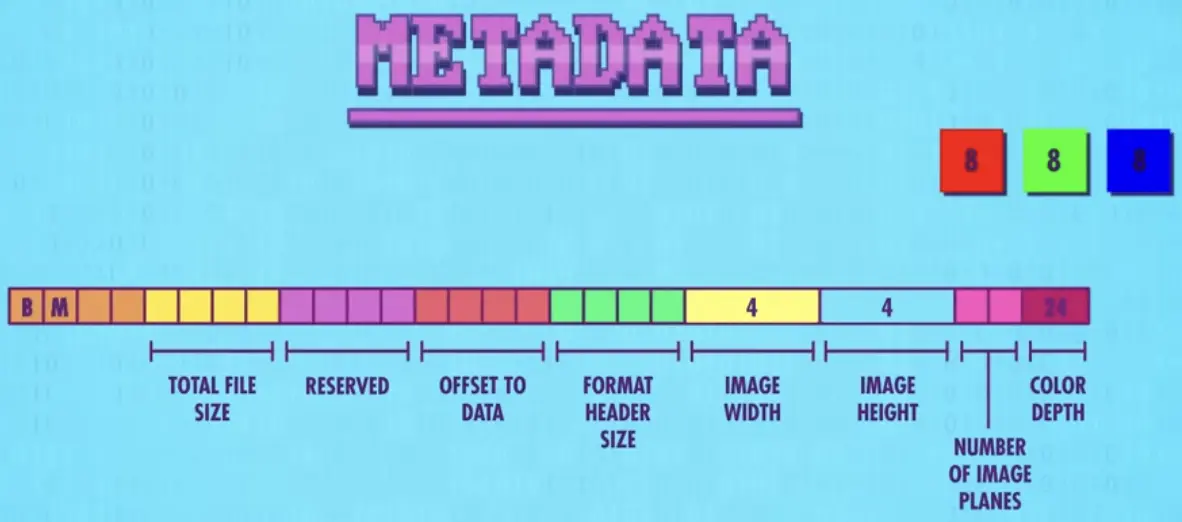 METADATA
8 8 8
B M 4 4 24
TOTAL FILE
SIZE
RESERVED
OFFSET TO
DATA
FORMAT
HEADER
SIZE
IMAGE
WIDTH
IMAGE
HEIGHT
NUMBER
OF IMAGE
PLANES
COLOR
DEPTH